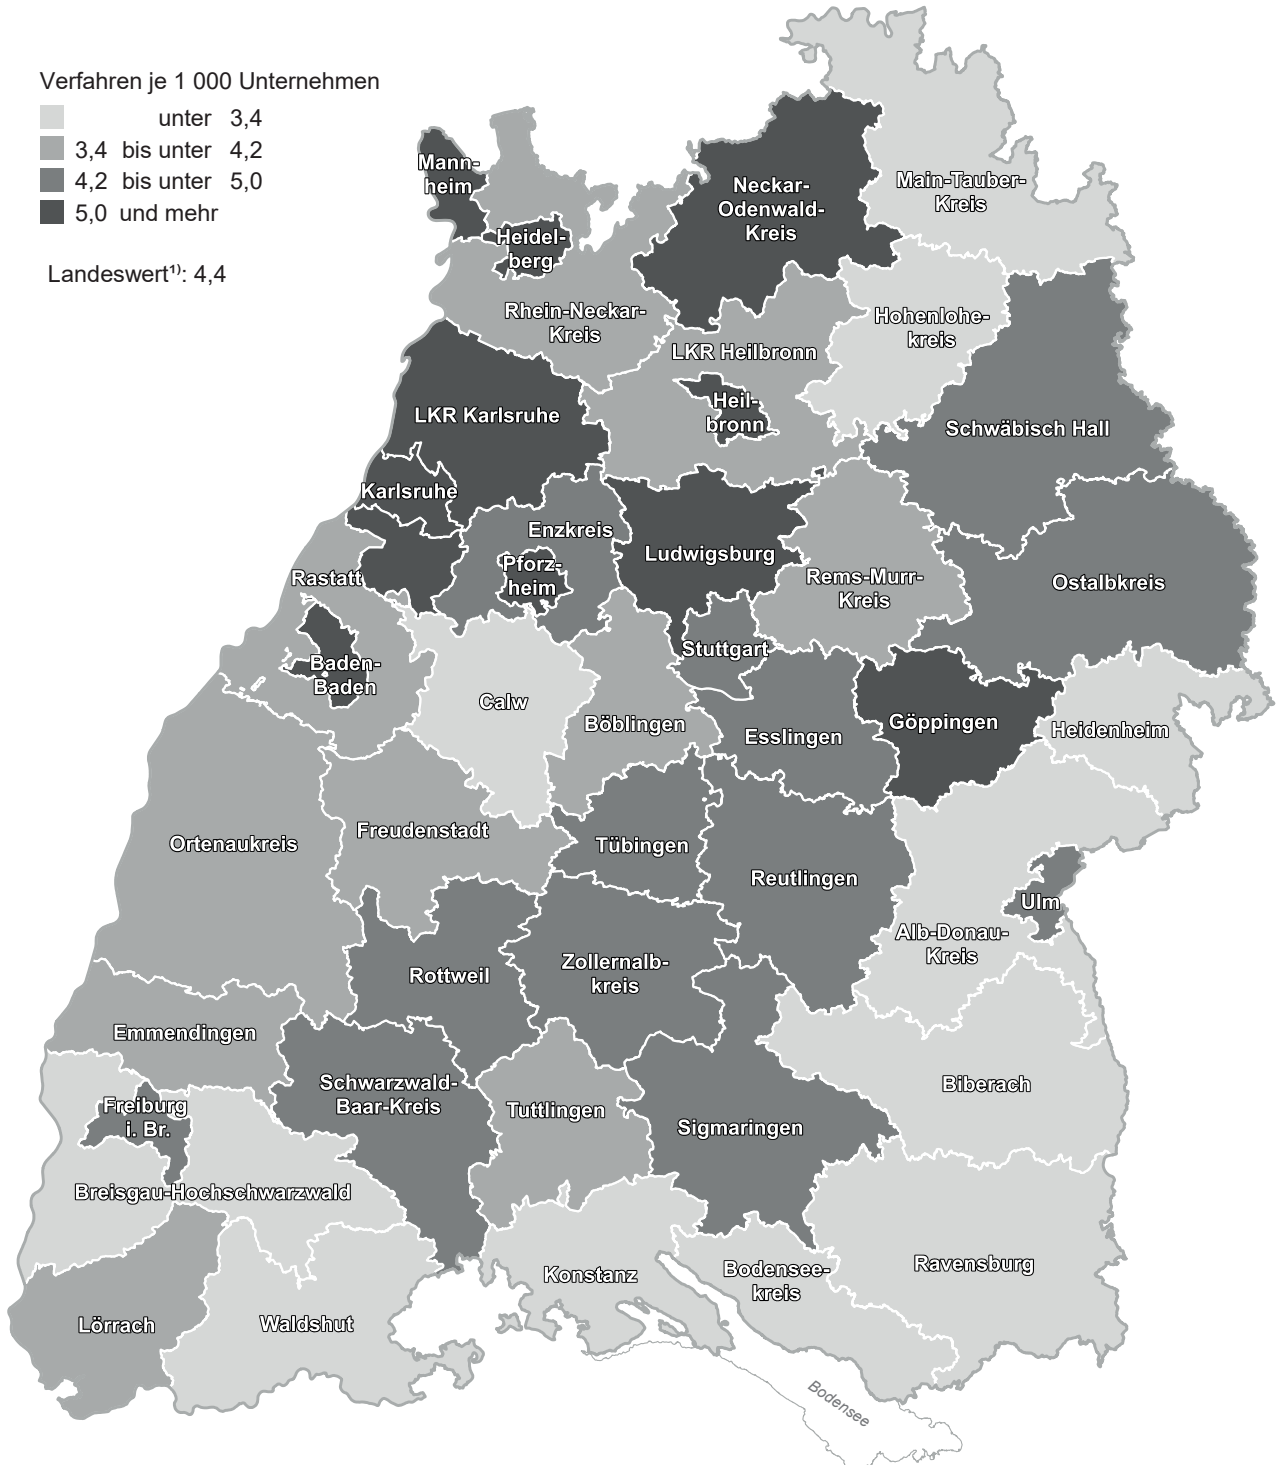 Verfahren je 1 000 Unternehmen
unter 3,4
3,4 bis unter 4,2
4,2 bis unter 5,0
5,0 und mehr
Landeswert¹⁾: 4,4
Mann-
heim
Neckar-
Odenwald-
Kreis
Main-Tauber-
Kreis
Heidel-
berg
Rhein-Neckar-
Kreis
Hohenlohe-
kreis
LKR Heilbronn
Heil-
bronn
LKR Karlsruhe
Schwäbisch Hall
Karlsruhe
Enzkreis
Ludwigsburg
Pforz-
heim
Rastatt
Rems-Murr-
Kreis
Ostalbkreis
Stuttgart
Baden-
Baden
Calw
Böblingen
Esslingen
Göppingen
Heidenheim
Ortenaukreis
Freudenstadt
Tübingen
Reutlingen
Ulm
Alb-Donau-
Kreis
Rottweil
Zollernalb-
kreis
Emmendingen
Schwarzwald-
Baar-Kreis
Biberach
Freiburg
i. Br.
Tuttlingen
Sigmaringen
Breisgau-Hochschwarzwald
Konstanz
Bodensee-
kreis
Ravensburg
Lörrach
Waldshut
Bodensee